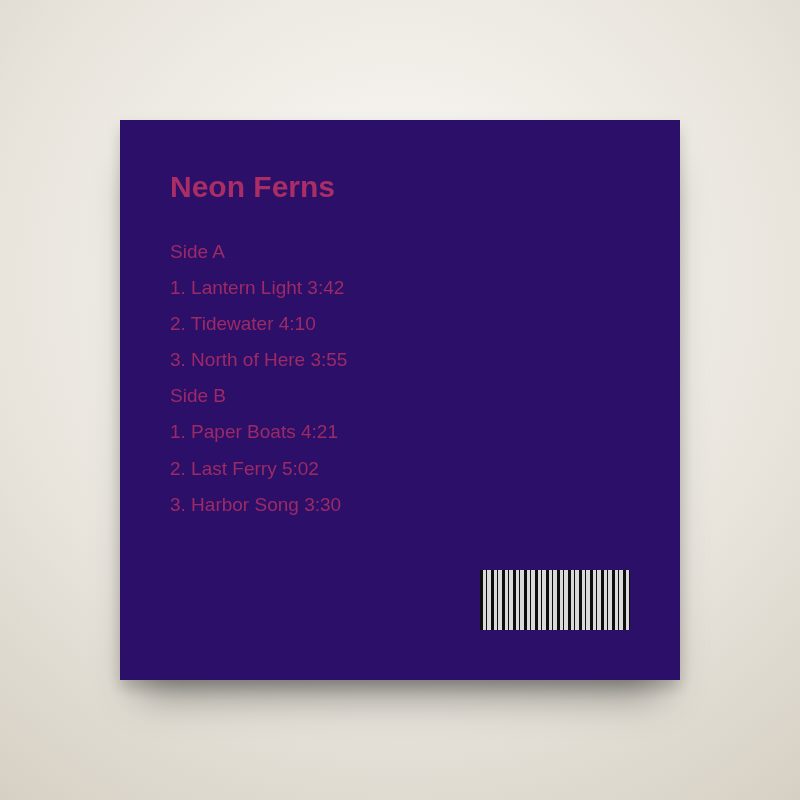 Neon Ferns
Side A
1. Lantern Light 3:42
2. Tidewater 4:10
3. North of Here 3:55
Side B
1. Paper Boats 4:21
2. Last Ferry 5:02
3. Harbor Song 3:30